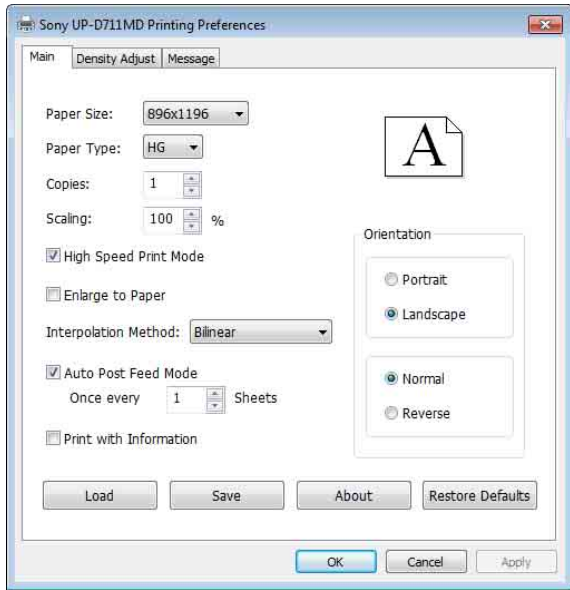 Sony UP-D711MD Printing Preferences
Main Density Adjust Message
Paper Size: 896x1196
Paper Type: HG
A
Copies: 1
Scaling: 100 %
Orientation
High Speed Print Mode
Portrait
Enlarge to Paper
Landscape
Interpolation Method: Bilinear
Auto Post Feed Mode
Normal
Once every 1 Sheets
Reverse
Print with Information
Load Save About Restore Defaults
OK Cancel Apply